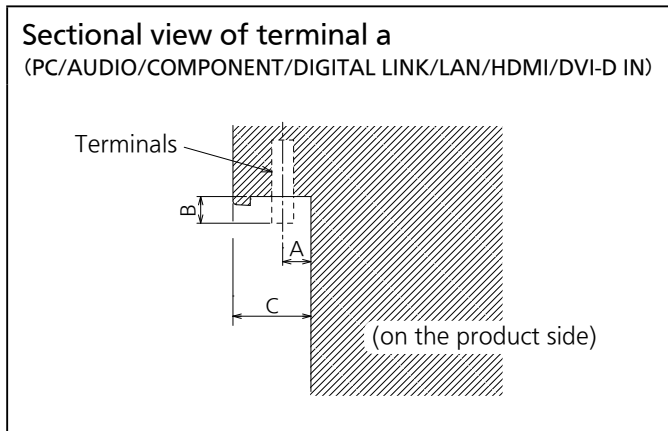 Sectional view of terminal a
(PC/AUDIO/COMPONENT/DIGITAL LINK/LAN/HDMI/DVI-D IN)
Terminals
B
A
C
(on the product side)